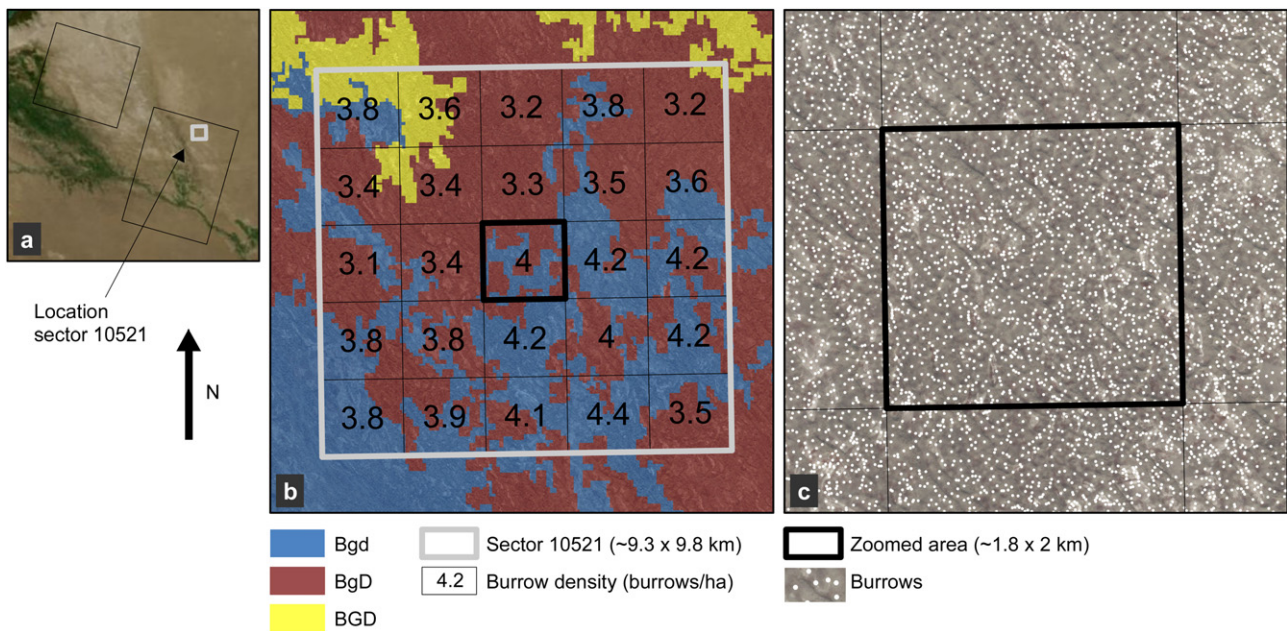 a
Location
sector 10521
N
3.8 3.6 3.2 3.8 3.2
3.4 3.4 3.3 3.5 3.6
3.1 3.4 4 4.2 4.2
3.8 3.8 4.2 4 4.2
3.8 3.9 4.1 4.4 3.5
b
c
Bgd
BgD
BGD
Sector 10521 (~9.3 x 9.8 km)
4.2 Burrow density (burrows/ha)
Zoomed area (~1.8 x 2 km)
Burrows